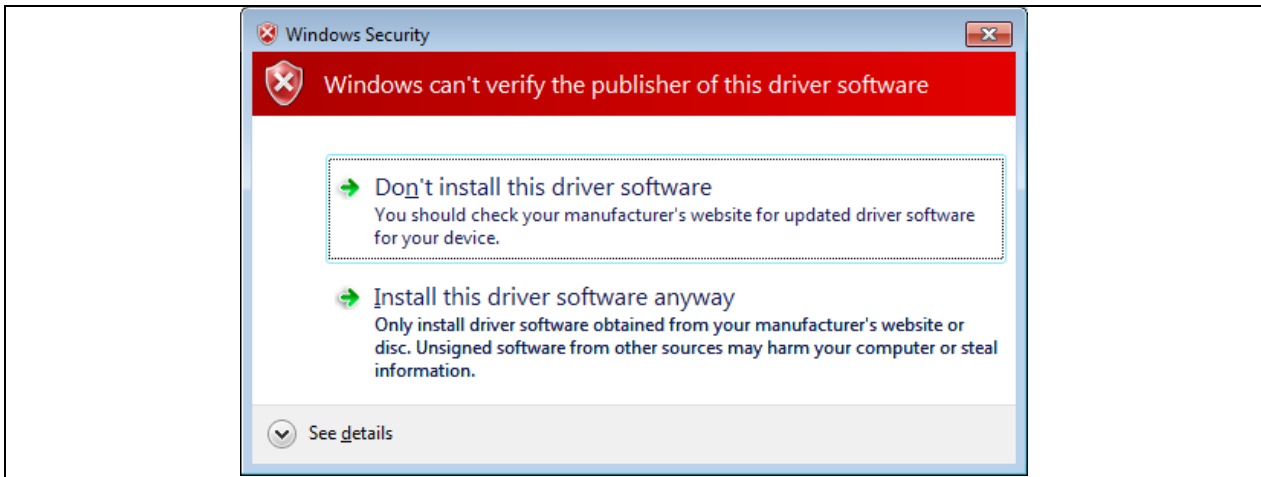 Windows Security
Windows can't verify the publisher of this driver software
Don't install this driver software
You should check your manufacturer's website for updated driver software
for your device.
Install this driver software anyway
Only install driver software obtained from your manufacturer's website or
disc. Unsigned software from other sources may harm your computer or steal
information.
See details